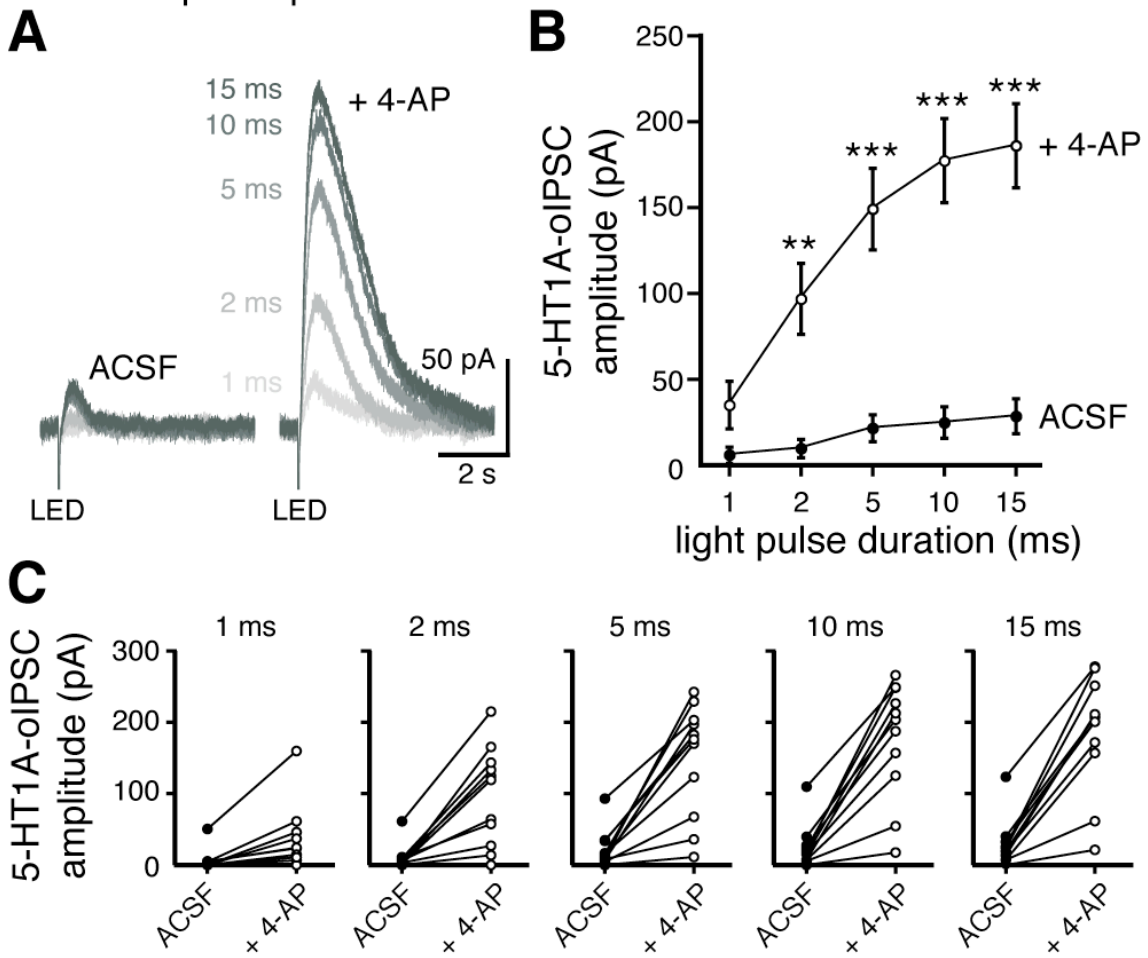 A
15 ms
+ 4-AP
10 ms
5 ms
2 ms
ACSF
1 ms
50 pA
2 s
LED
LED
B
5-HT1A-oIPSC
amplitude (pA)
250
200
150
100
50
0
**
***
***
***
+ 4-AP
ACSF
1 2 5 10 15
light pulse duration (ms)
C
5-HT1A-oIPSC
amplitude (pA)
1 ms 2 ms 5 ms 10 ms 15 ms
300
200
100
0
ACSF + 4-AP ACSF + 4-AP ACSF + 4-AP ACSF + 4-AP ACSF + 4-AP